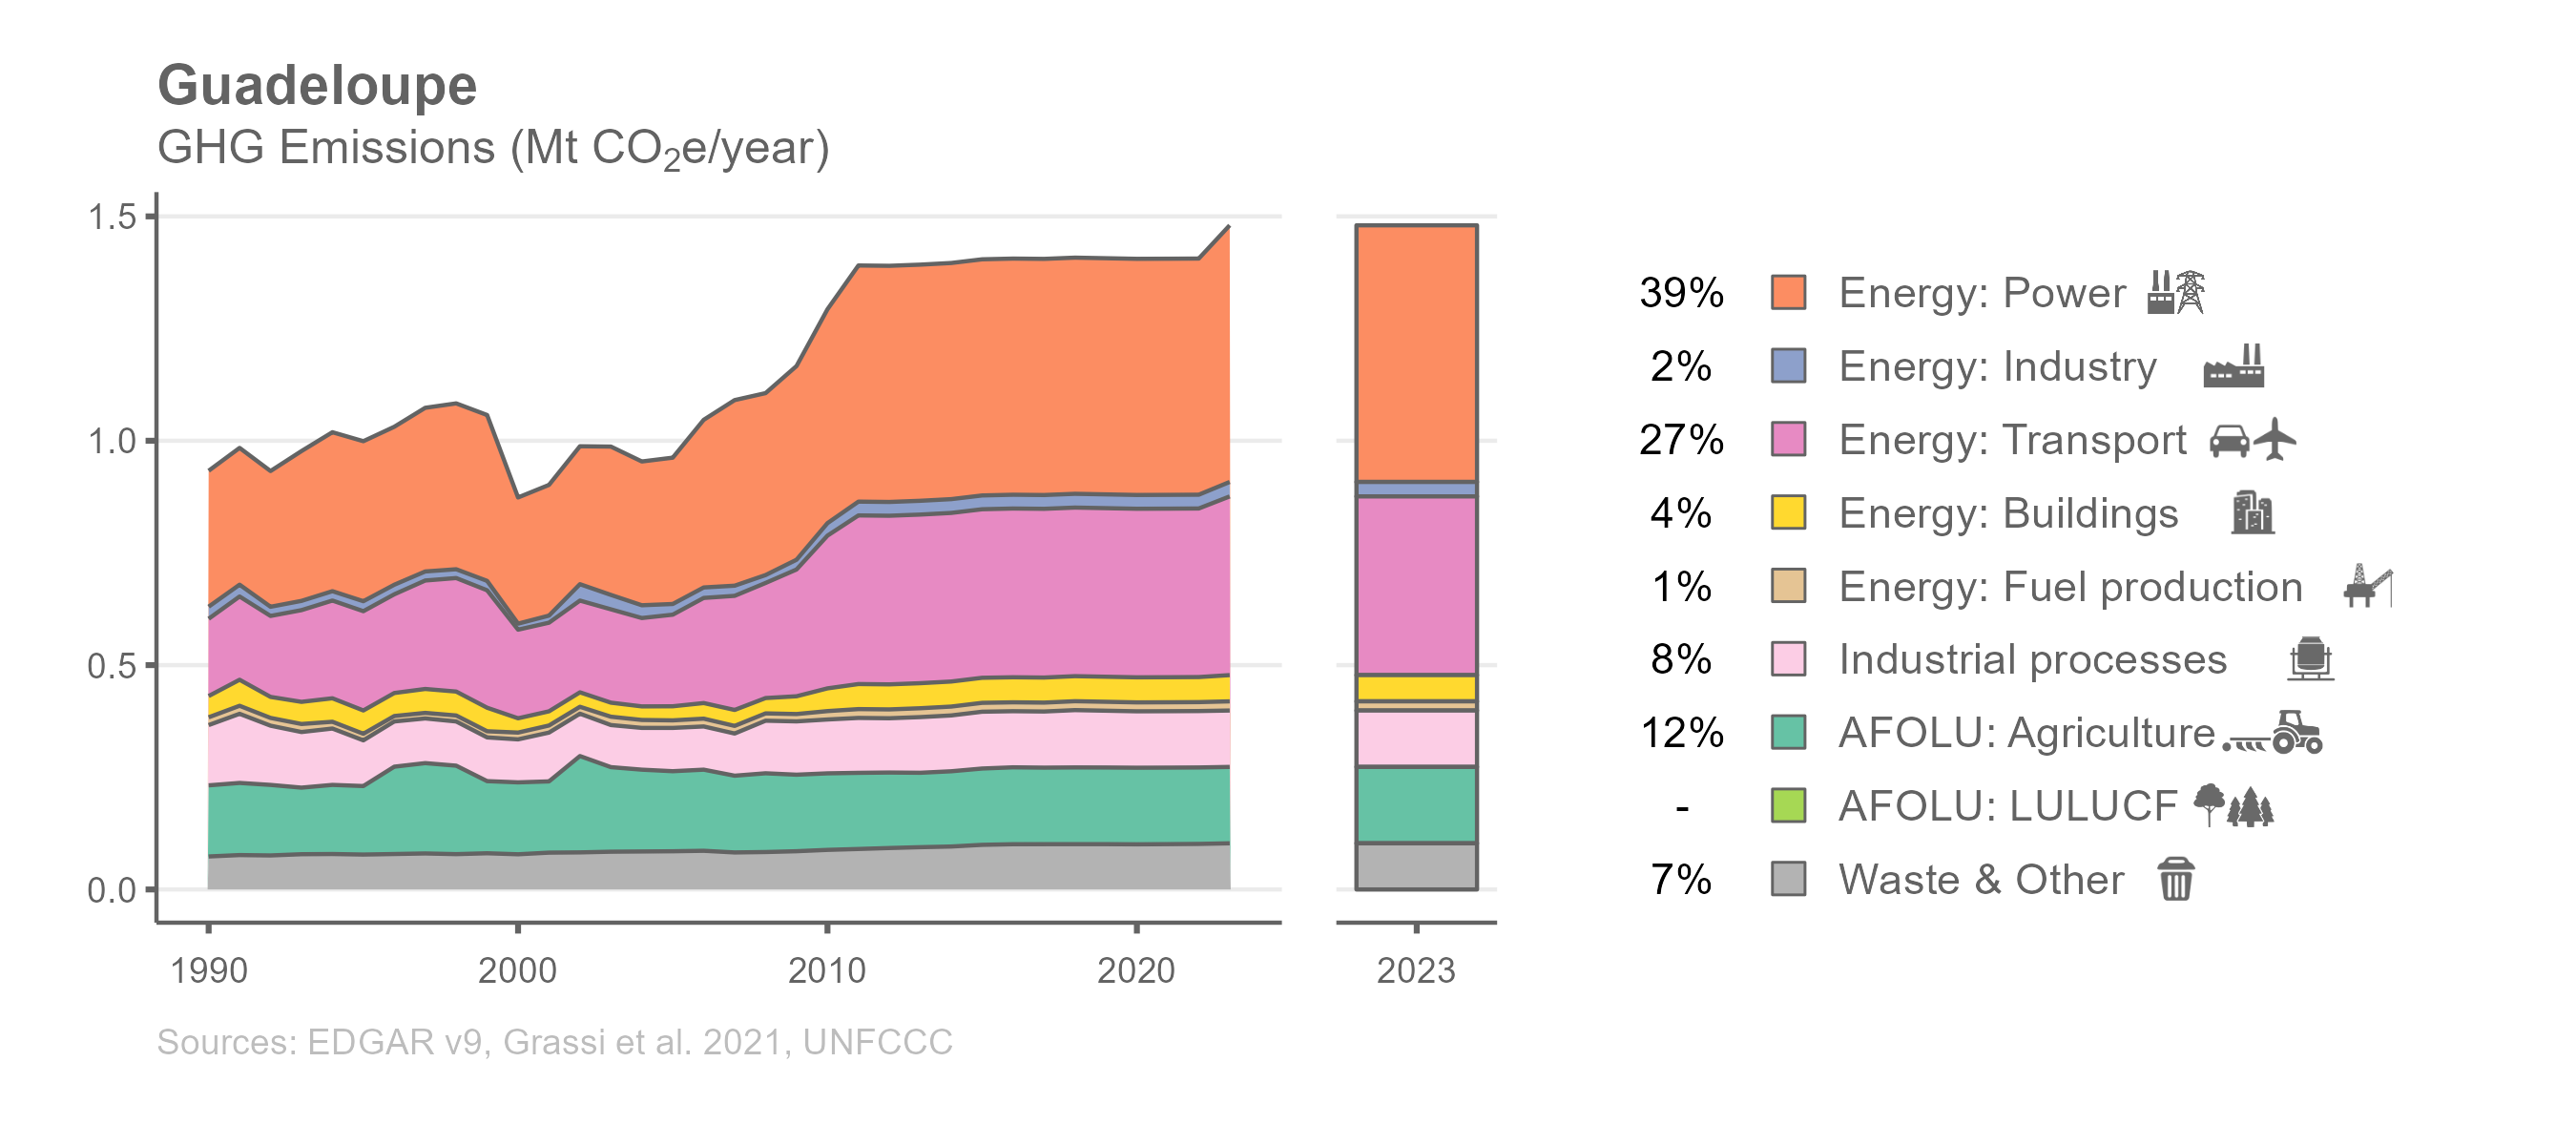 Guadeloupe
GHG Emissions (Mt CO₂e/year)
1.5
1.0
0.5
0.0
1990 2000 2010 2020 2023
39% Energy: Power
2% Energy: Industry
27% Energy: Transport
4% Energy: Buildings
1% Energy: Fuel production
8% Industrial processes
12% AFOLU: Agriculture
- AFOLU: LULUCF
7% Waste & Other
Sources: EDGAR v9, Grassi et al. 2021, UNFCCC